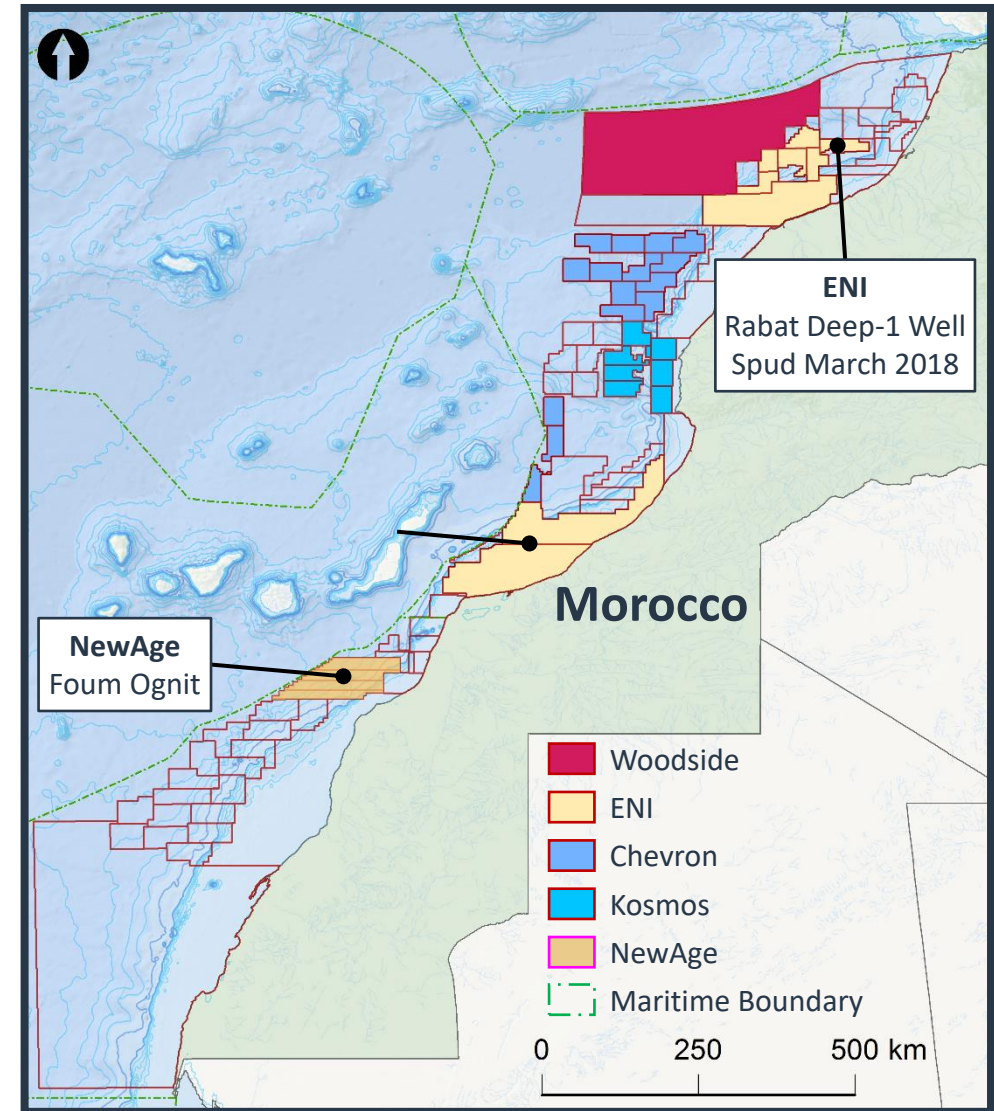 ENI
Rabat Deep-1 Well
Spud March 2018
Morocco
NewAge
Foum Ognit
Woodside
ENI
Chevron
Kosmos
NewAge
Maritime Boundary
0 250 500 km